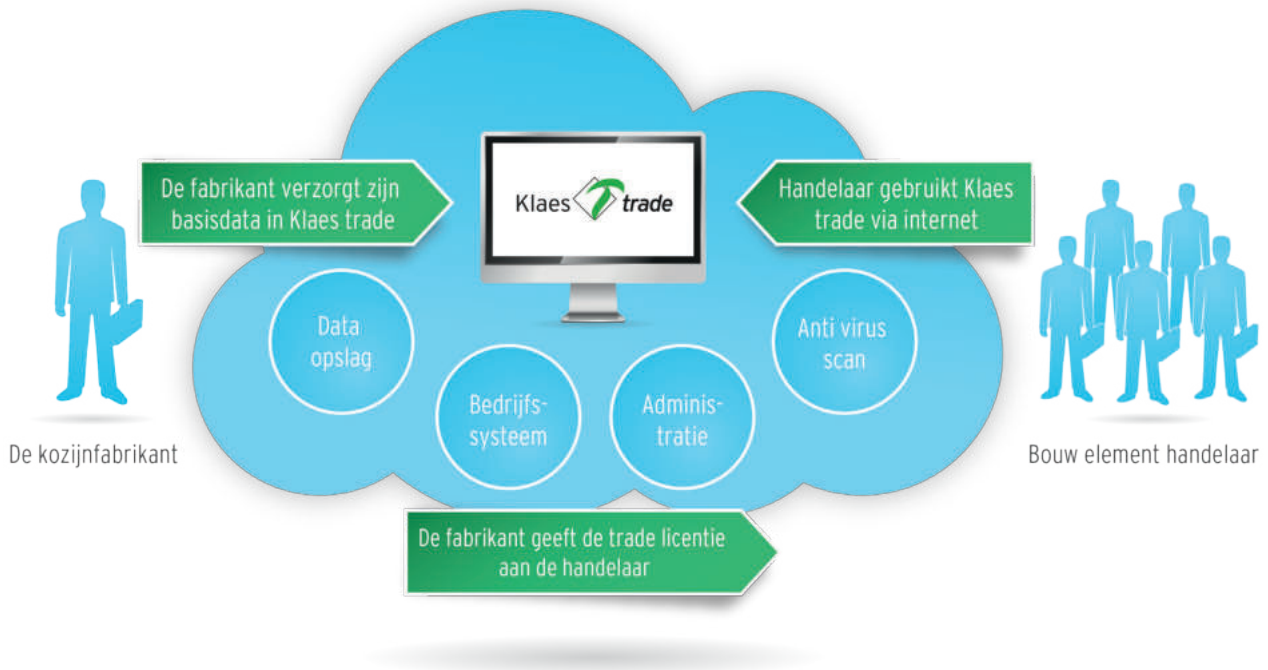 De fabrikant verzorgt zijn
basisdata in Klaes trade
Klaes trade
Handelaar gebruikt Klaes
trade via internet
Data
opslag
Bedrijfs-
systeem
Adminis-
tratie
Anti virus
scan
De kozijnfabrikant
Bouw element handelaar
De fabrikant geeft de trade licentie
aan de handelaar